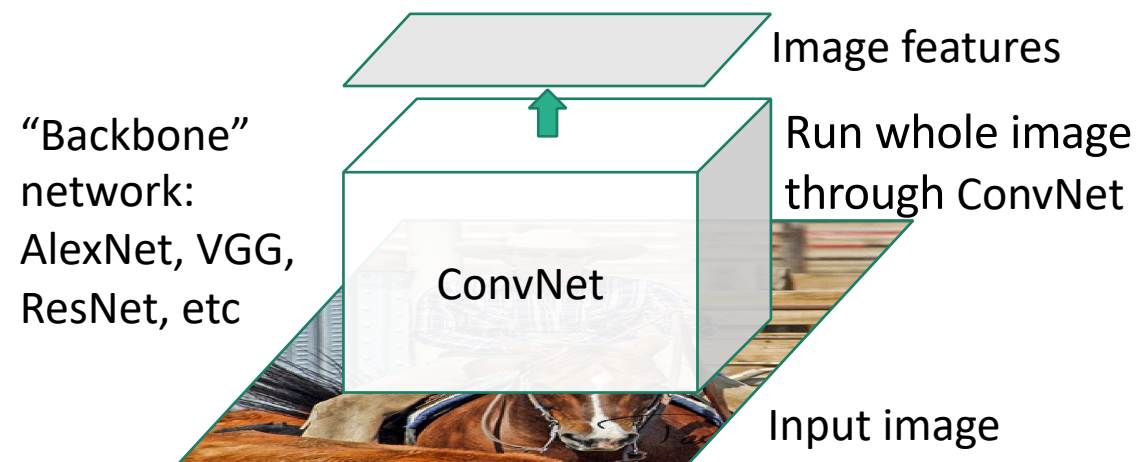 Image features
“Backbone”
network:
AlexNet, VGG,
ResNet, etc
Run whole image
through ConvNet
ConvNet
Input image